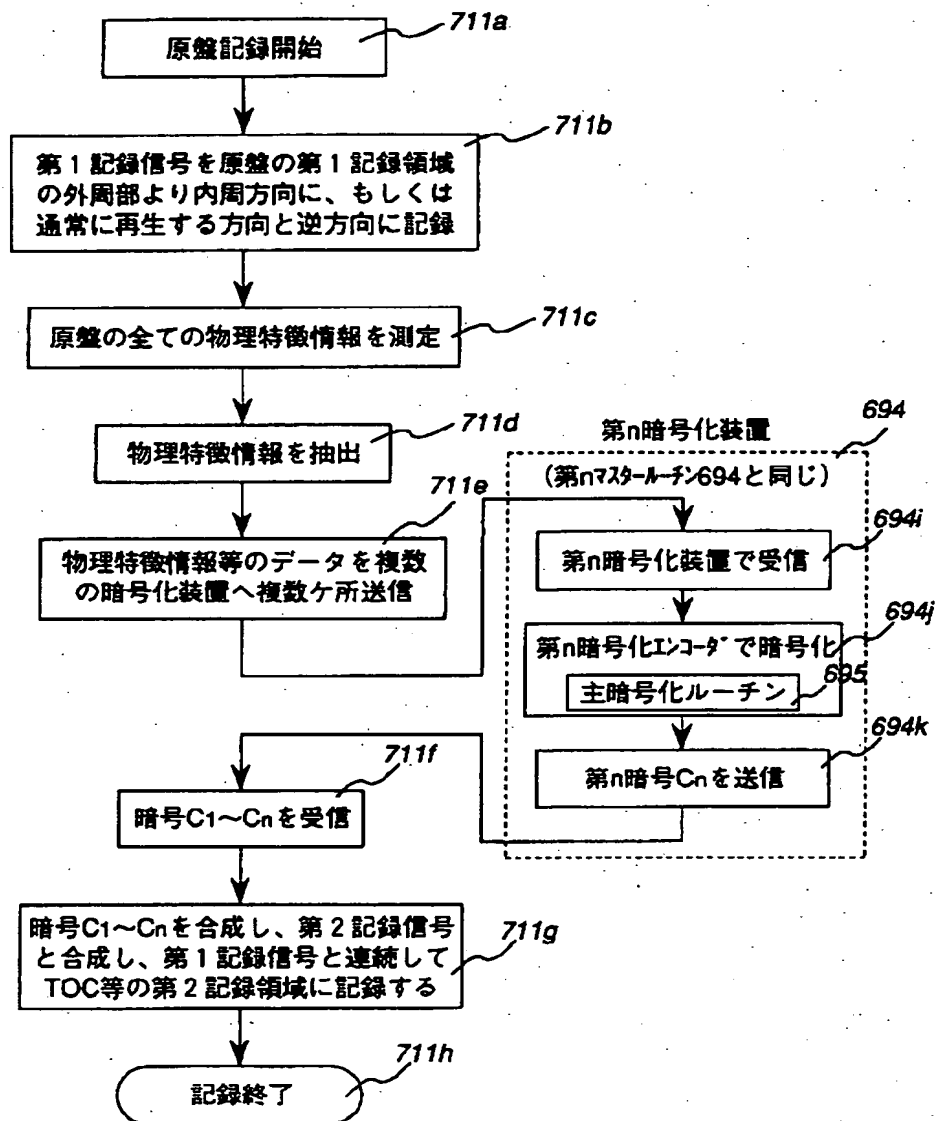 711a
原盤記録開始
711b
第1記録信号を原盤の第1記録領域
の外周部より内周方向に、もしくは
通常に再生する方向と逆方向に記録
711c
原盤の全ての物理特徴情報を測定
711d
物理特徴情報を抽出
711e
物理特徴情報等のデータを複数
の暗号化装置へ複数ケ所送信
694
第n暗号化装置
(第nマスタールーチン694と同じ)
694i
第n暗号化装置で受信
694j
第n暗号化エンコーダで暗号化
695
主暗号化ルーチン
694k
第n暗号Cnを送信
711f
暗号C1~Cnを受信
711g
暗号C1~Cnを合成し、第2記録信号
と合成し、第1記録信号と連続して
TOC等の第2記録領域に記録する
711h
記録終了